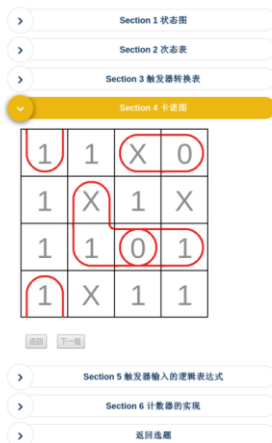 Section 1 状态图
Section 2 次态表
Section 3 触发器转换表
Section 4 卡诺图
1 1 X 0
1 X 1 X
1 1 0 1
1 X 1 1
返回 下一组
Section 5 触发器输入的逻辑表达式
Section 6 计数器的实现
返回选题